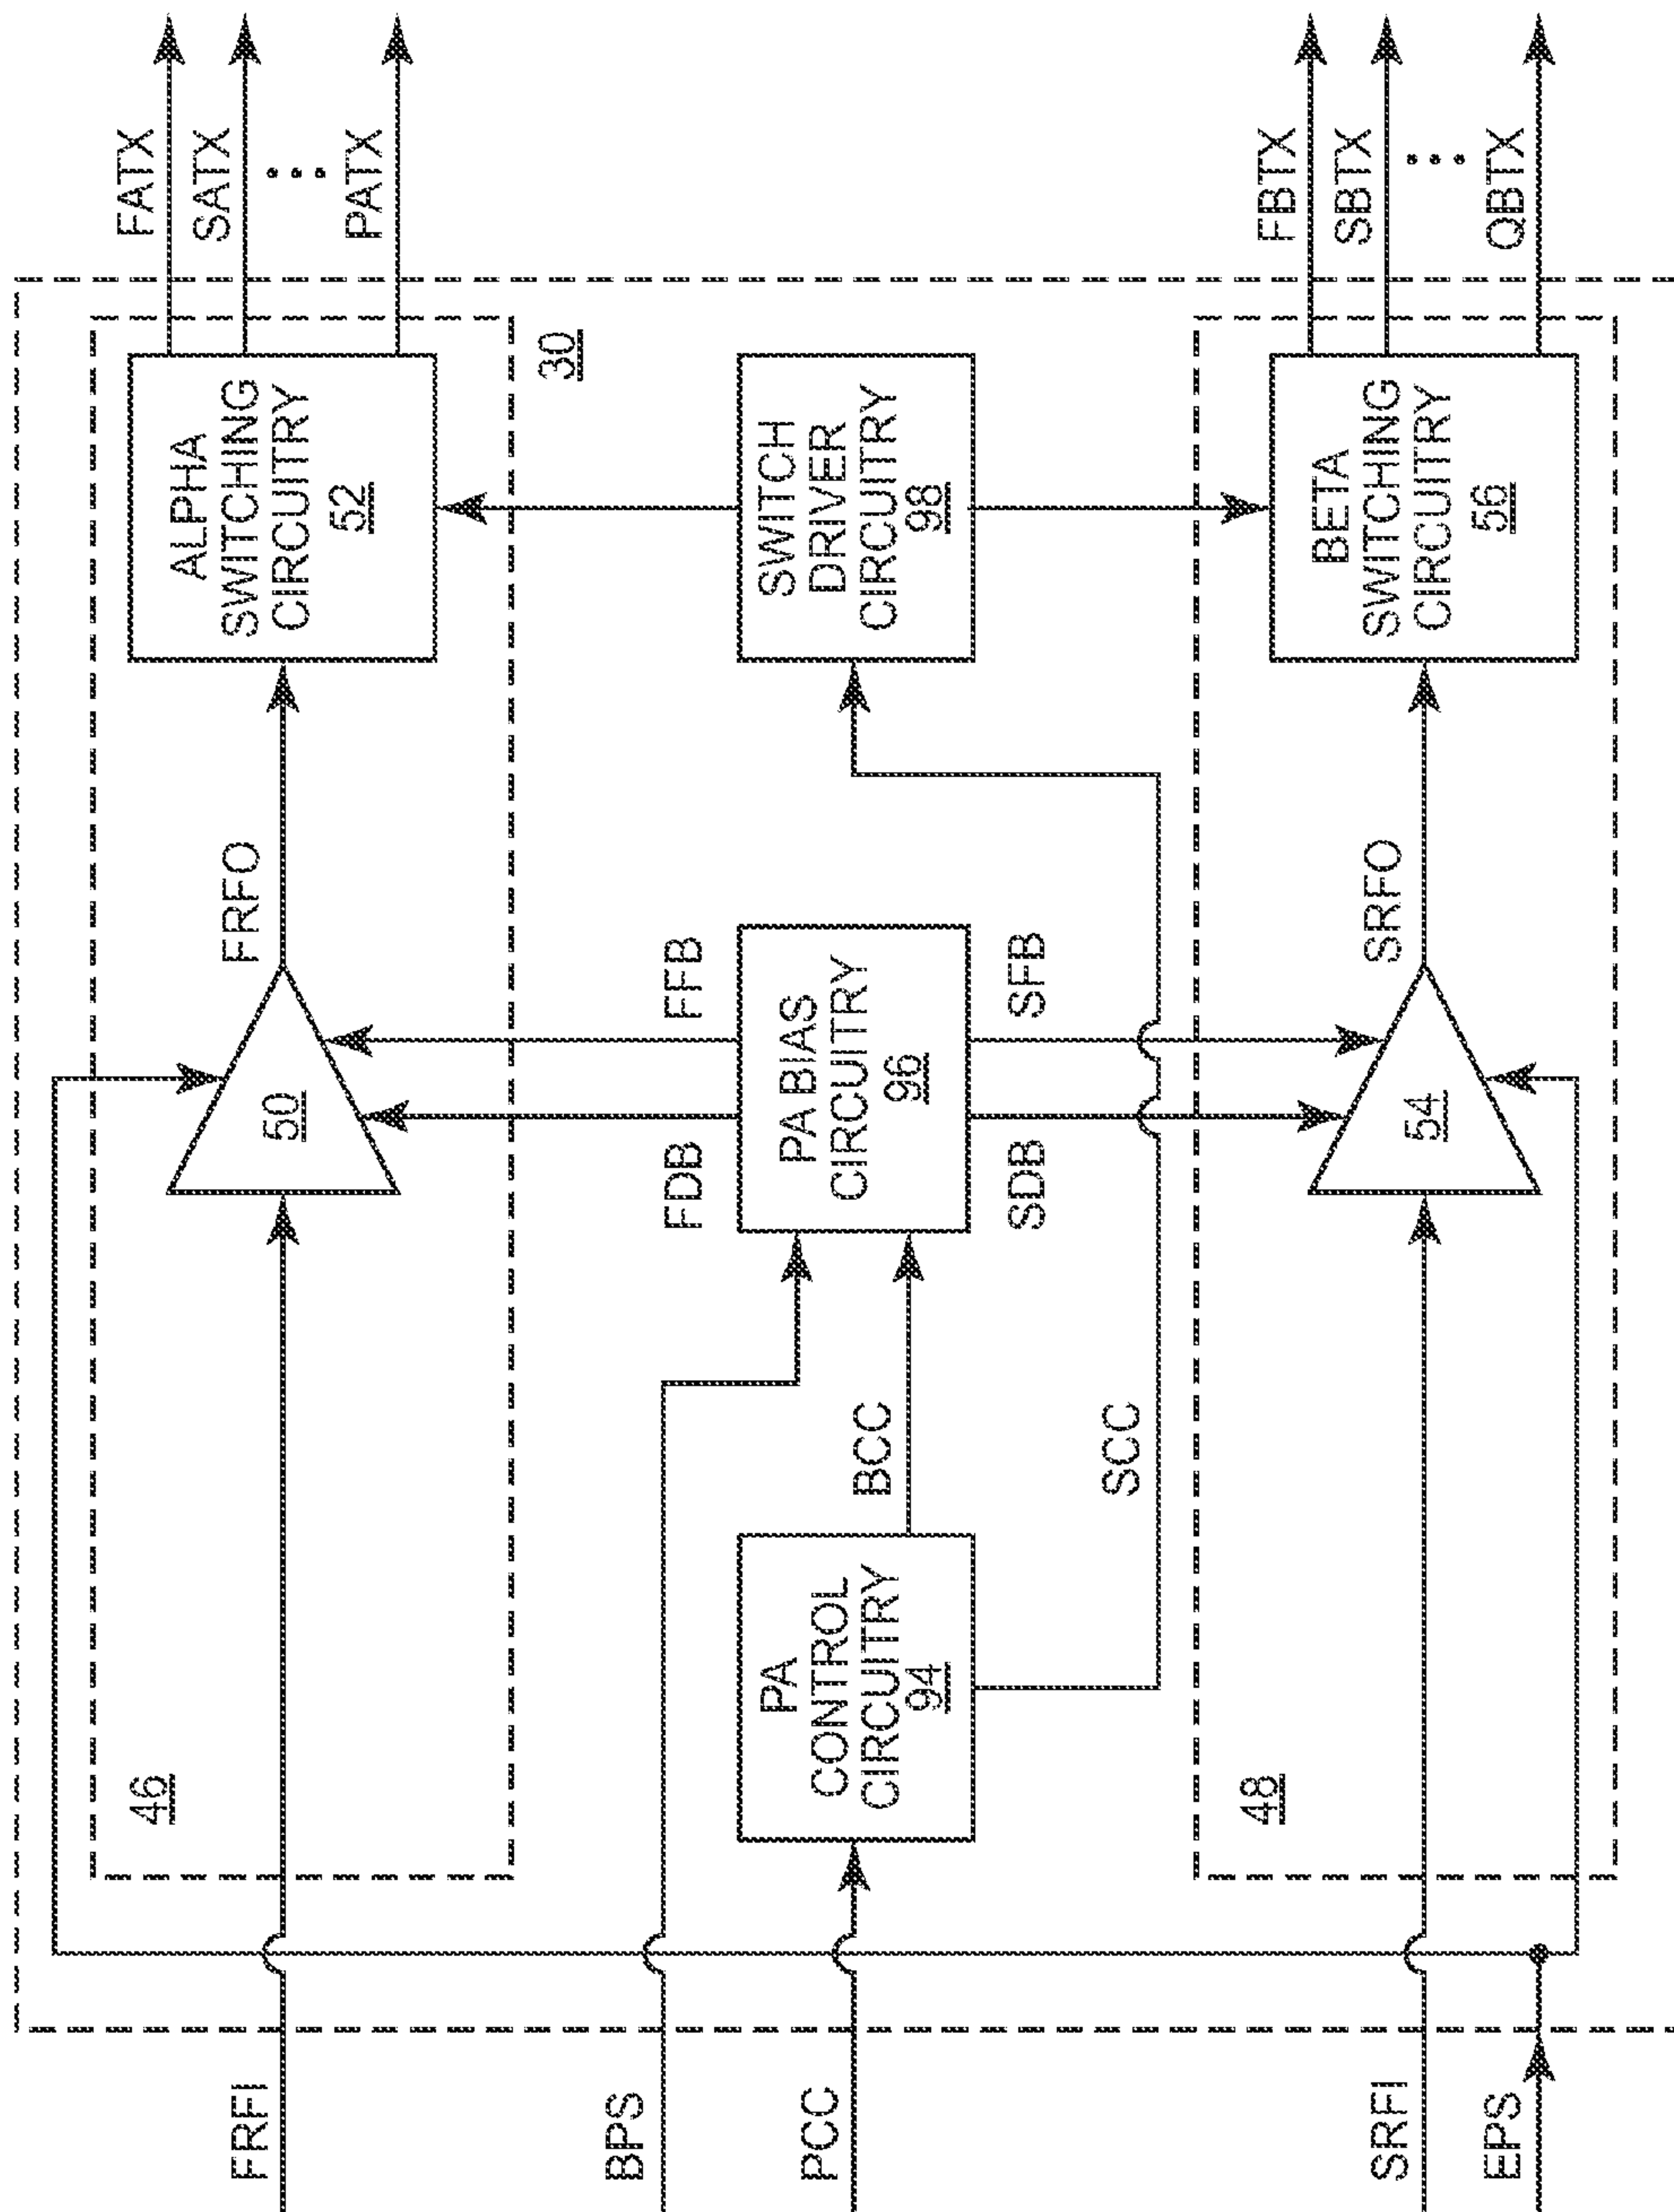 FATX
SATX
PATX
FBTX
SBTX
QBTX
30
ALPHA
SWITCHING
CIRCUITRY
52
SWITCH
DRIVER
CIRCUITRY
98
BETA
SWITCHING
CIRCUITRY
56
FRFO
FFB
SFB
SRFO
50
PA BIAS
CIRCUITRY
96
54
FDB
SDB
BCC
SCC
46
PA
CONTROL
CIRCUITRY
94
48
FRFI
BPS
PCC
SRFI
EPS